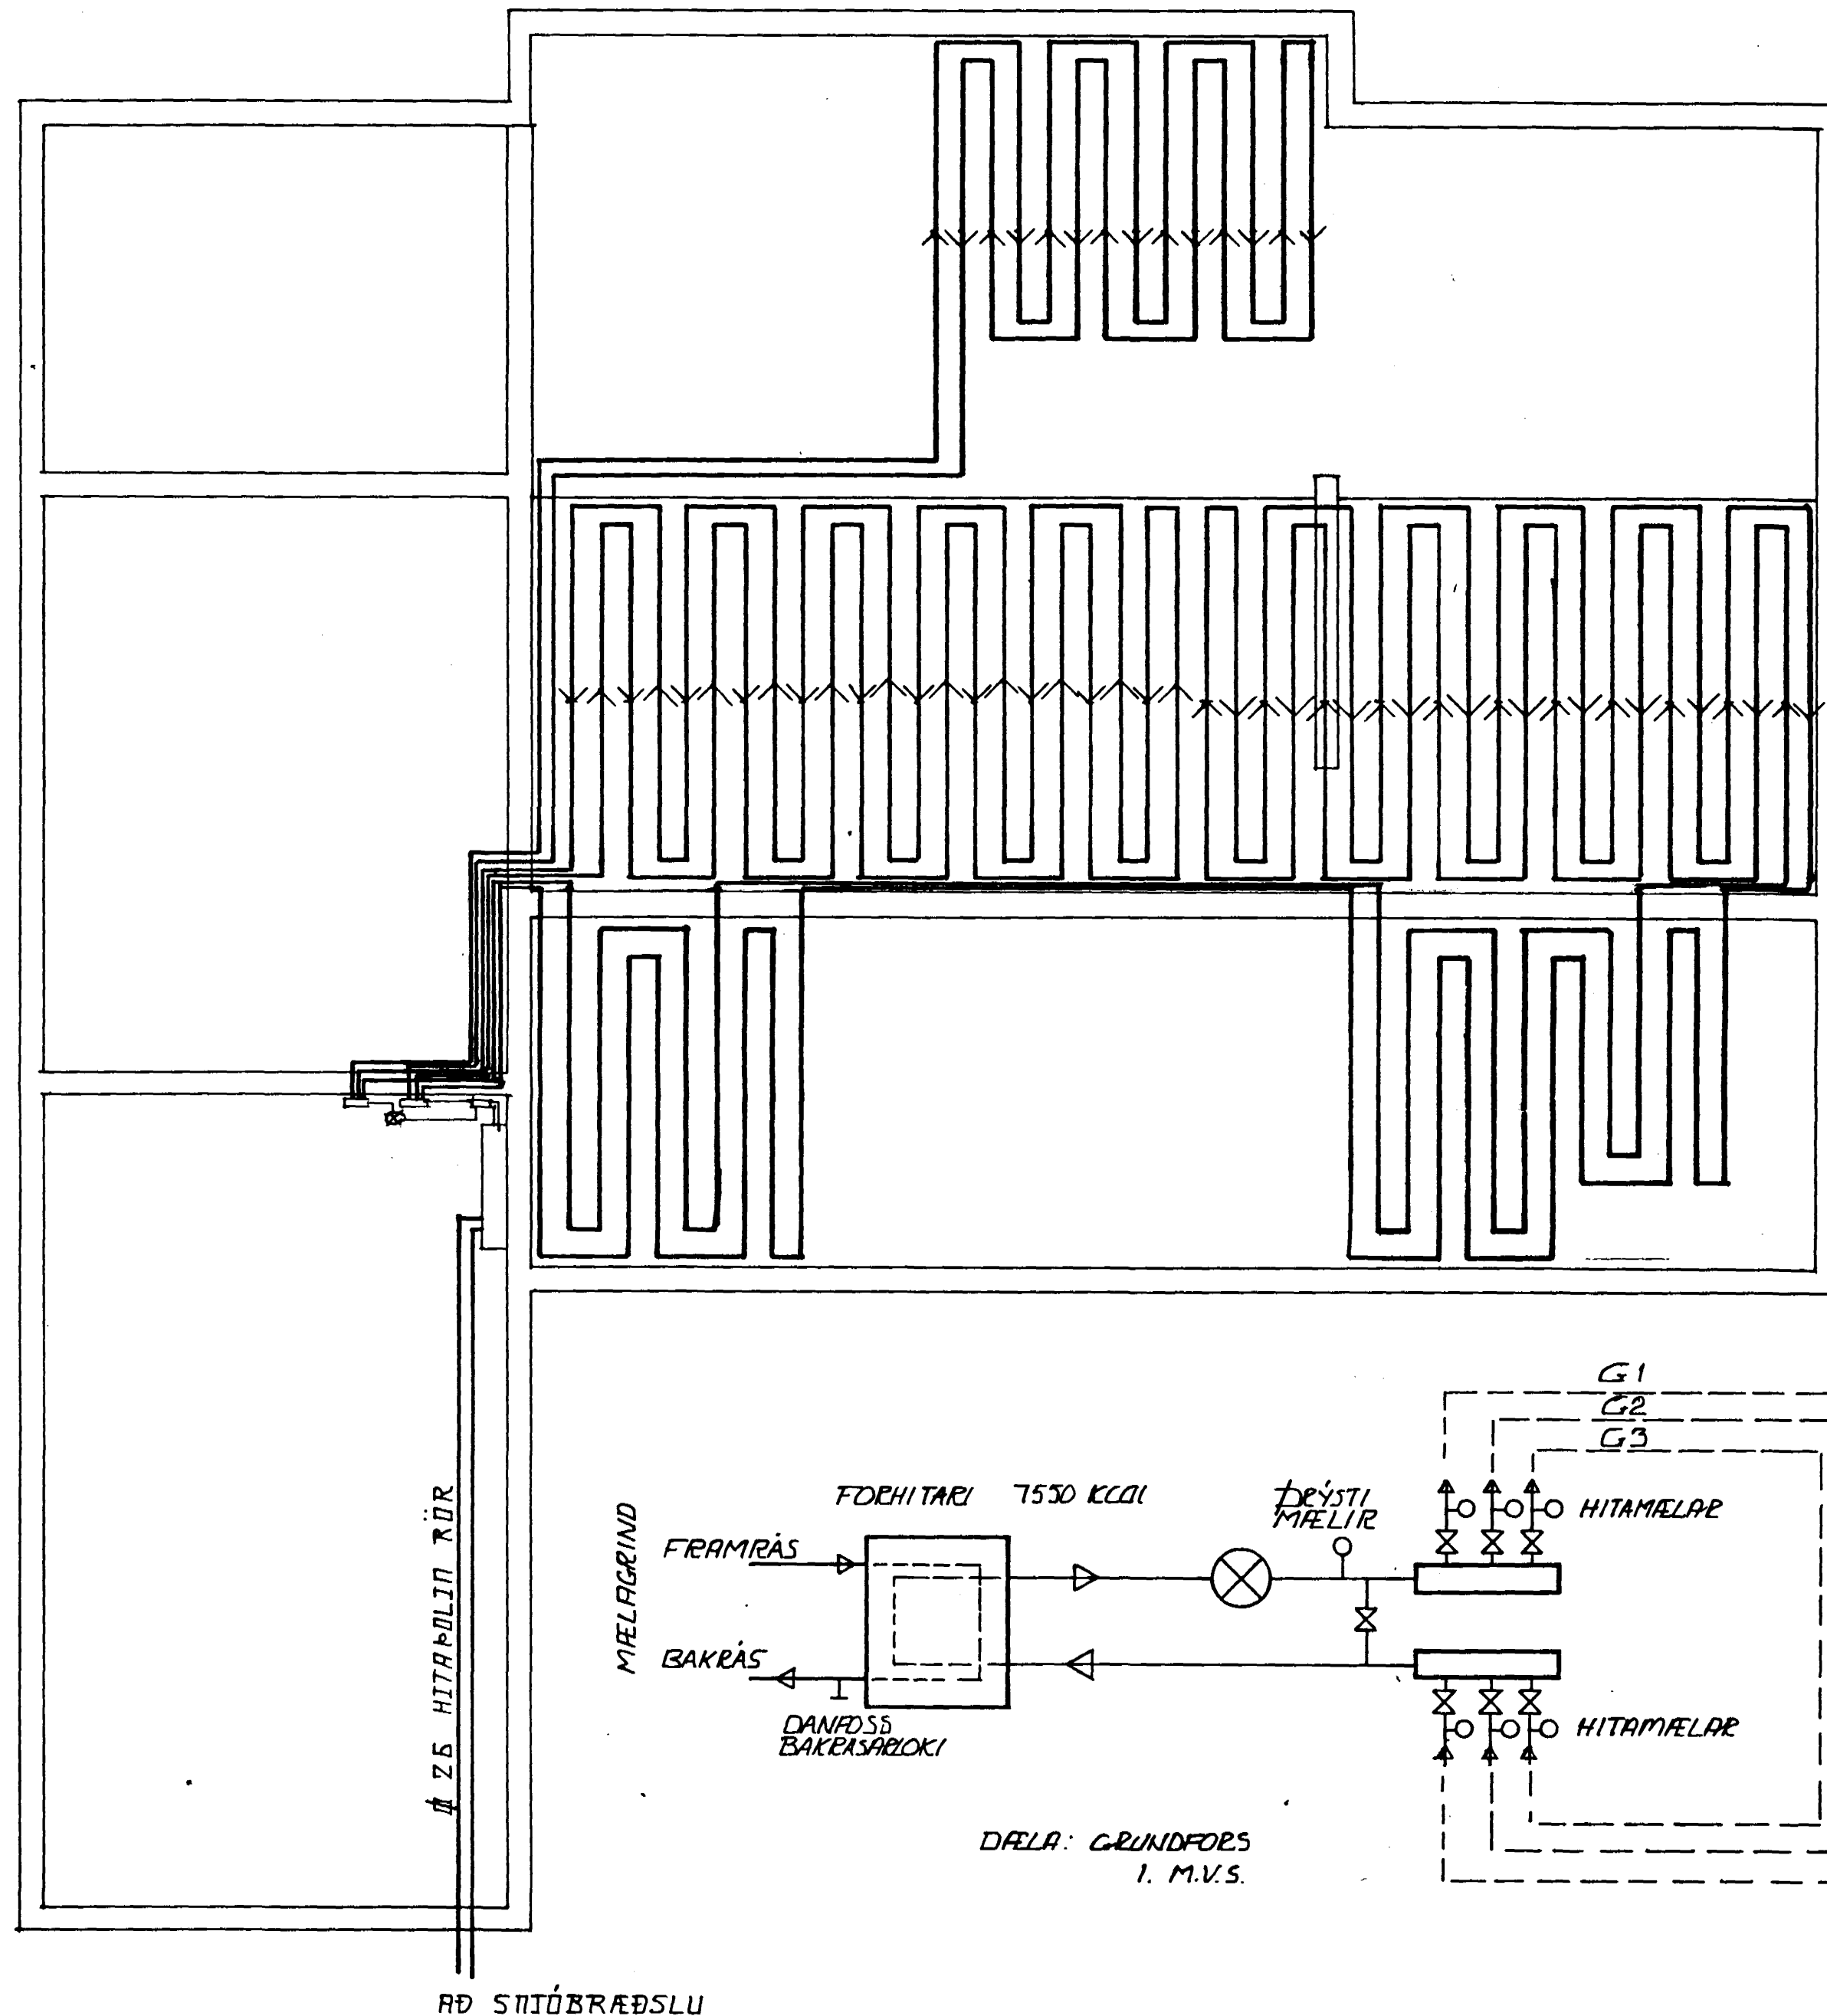 G1
G2
G3
FORHITARI 7550 KCAL
ÞRÝSTI
MÆLIR
HITAMÆLAR
MÆLAGRIND
FRAMRÁS
BAKRÁS
DANFOSS
BAKRÁSARLOKI
HITAMÆLAR
DÆLA: GRUNDFORS
1. M.V.S.
25 HITAÞOLIN RÖR
AÐ SNJÓBRÆÐSLU